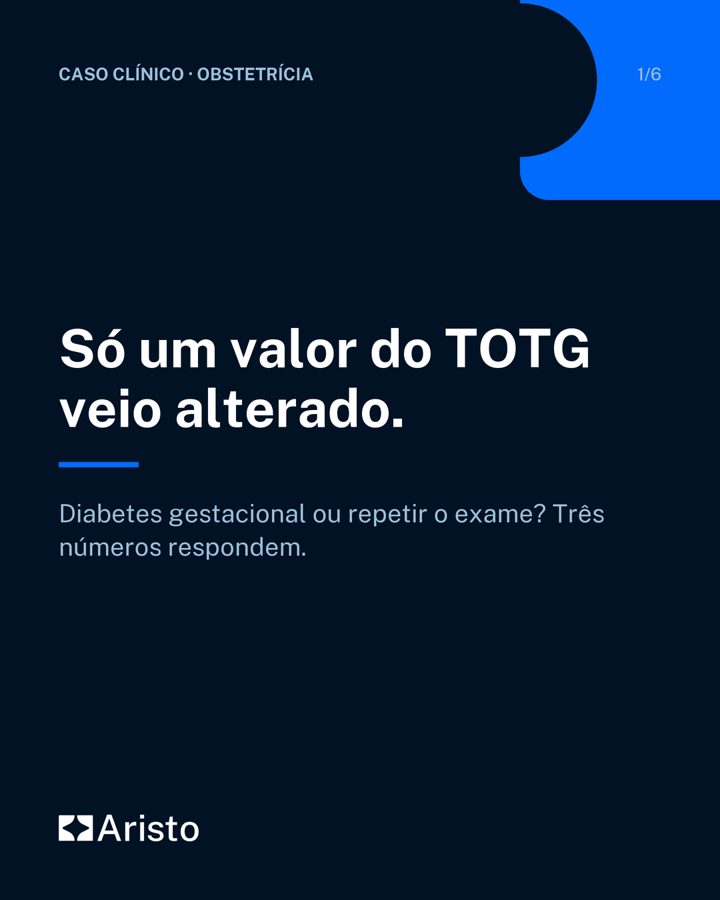 CASO CLÍNICO · OBSTETRÍCIA
1/6
Só um valor do TOTG
veio alterado.
Diabetes gestacional ou repetir o exame? Três
números respondem.
Aristo